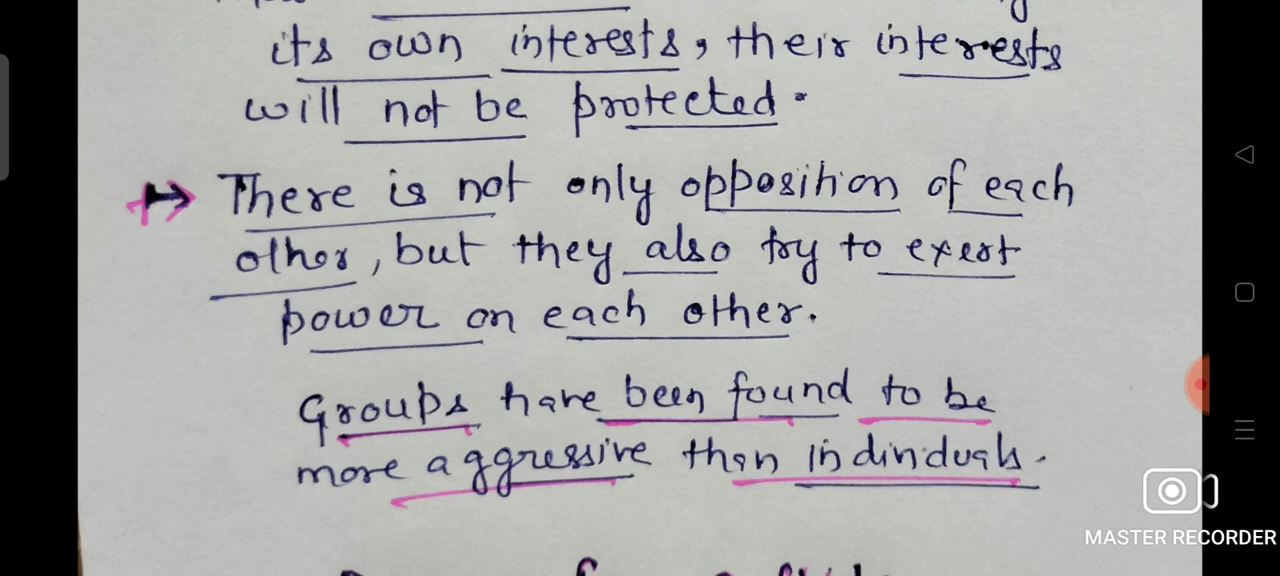 its own interests, their interests
will not be protected.
There is not only opposition of each
other, but they also try to exert
power on each other.
Groups have been found to be
more aggressive than individuals.
MASTER RECORDER